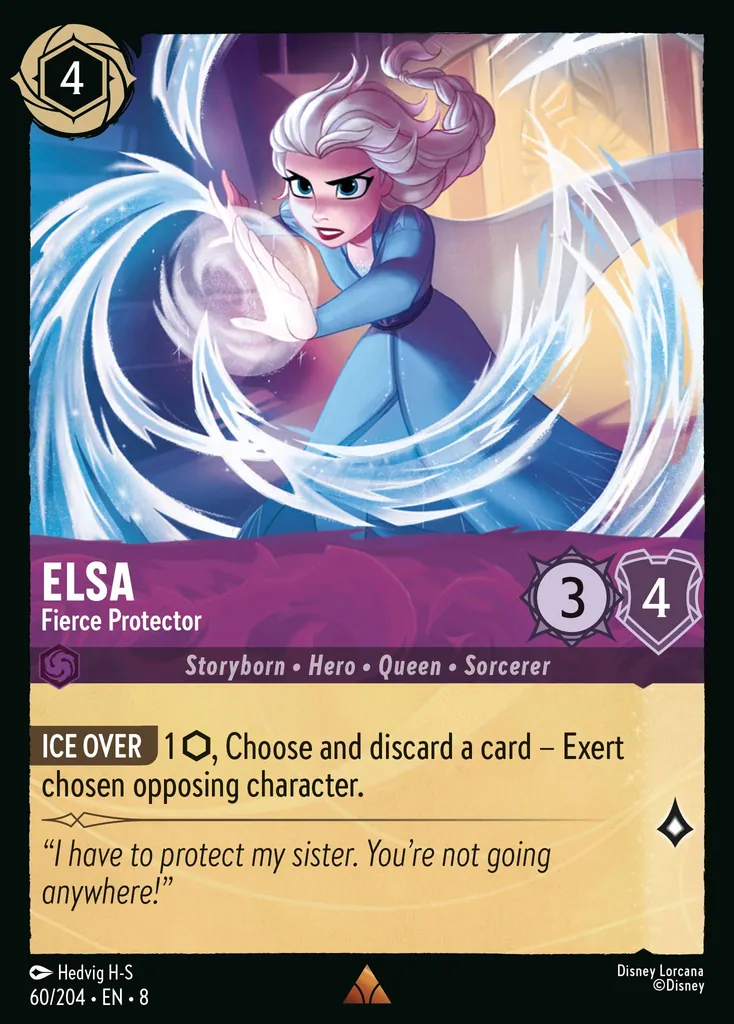 4
ELSA
Fierce Protector
3
4
Storyborn • Hero • Queen • Sorcerer
ICE OVER 1 ⬡, Choose and discard a card – Exert
chosen opposing character.
“I have to protect my sister. You’re not going
anywhere!”
Hedvig H-S
Disney Lorcana
60/204 • EN • 8
©Disney